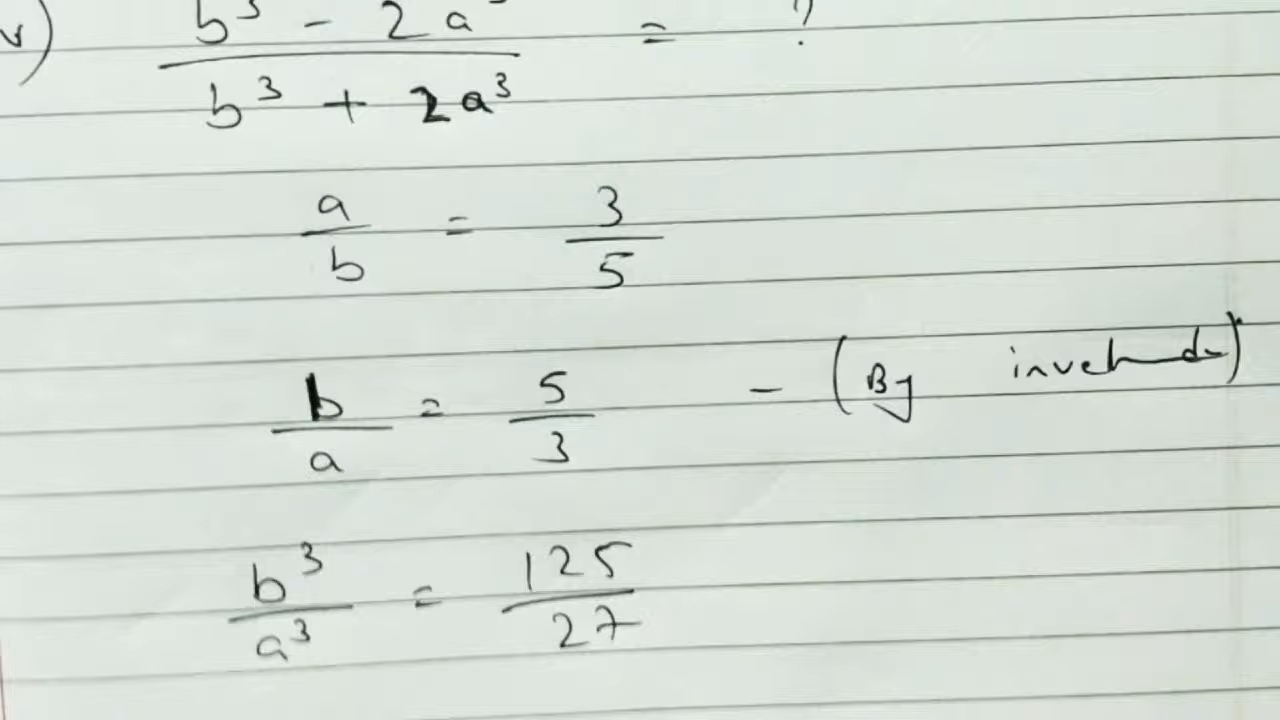 v) b³ - 2a³ / b³ + 2a³ = ?
a/b = 3/5
b/a = 5/3 - (By invertendo)
b³/a³ = 125/27